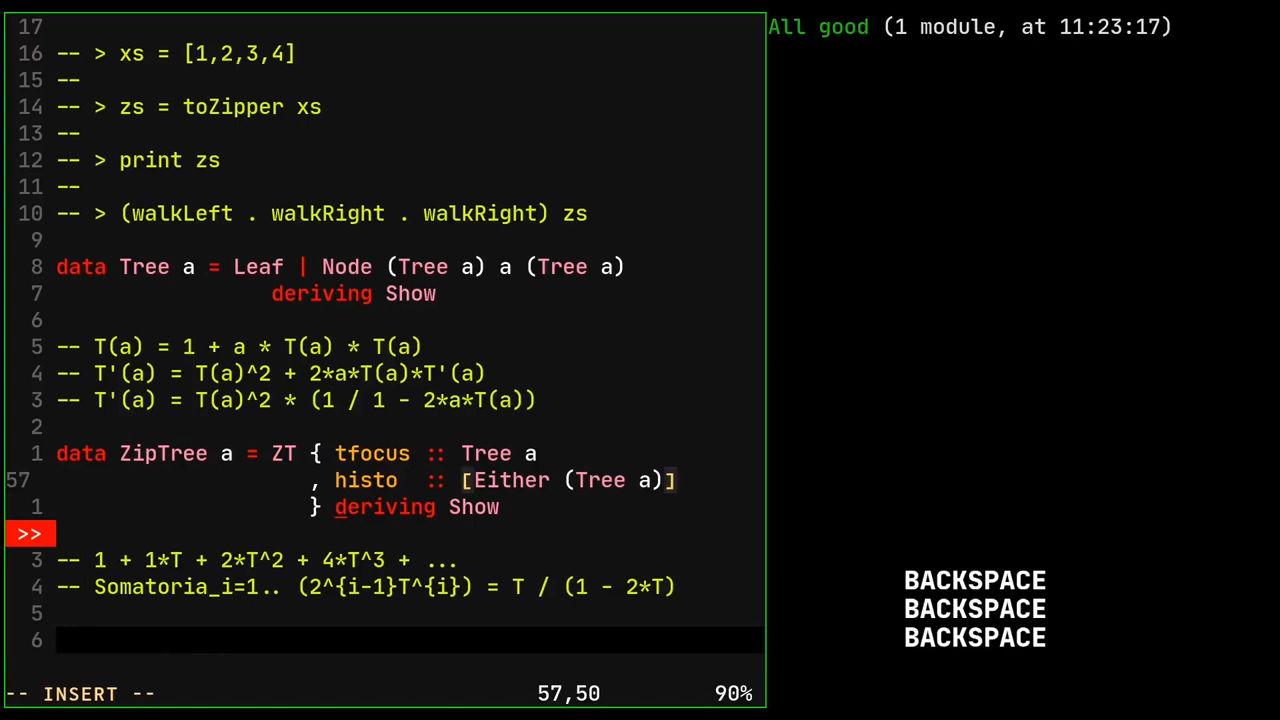 17
16 -- > xs = [1,2,3,4]
15 --
14 -- > zs = toZipper xs
13 --
12 -- > print zs
11 --
10 -- > (walkLeft . walkRight . walkRight) zs
9
8 data Tree a = Leaf | Node (Tree a) a (Tree a)
7 deriving Show
6
5 -- T(a) = 1 + a * T(a) * T(a)
4 -- T'(a) = T(a)^2 + 2*a*T(a)*T'(a)
3 -- T'(a) = T(a)^2 * (1 / 1 - 2*a*T(a))
2
1 data ZipTree a = ZT { tfocus :: Tree a
57 , histo :: [Either (Tree a)]
1 } deriving Show
>>
3 -- 1 + 1*T + 2*T^2 + 4*T^3 + ...
4 -- Somatoria_i=1.. (2^{i-1}T^{i}) = T / (1 - 2*T)
5
6
-- INSERT -- 57,50 90%
All good (1 module, at 11:23:17)
BACKSPACE
BACKSPACE
BACKSPACE